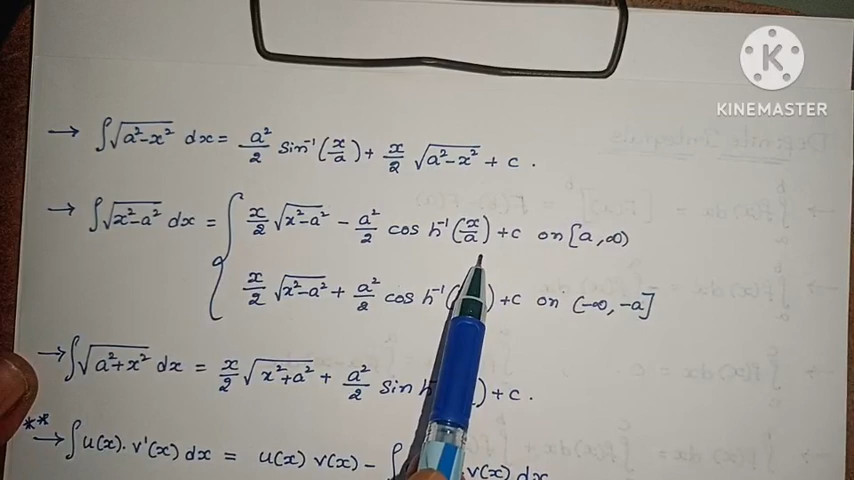 K
KINEMASTER
→ ∫√(a²-x²) dx = a²/2 Sin⁻¹(x/a) + x/2 √(a²-x²) + c.
→ ∫√(x²-a²) dx = { x/2 √(x²-a²) - a²/2 cos h⁻¹(x/a) + c on [a, ∞)
x/2 √(x²-a²) + a²/2 cos h⁻¹( ) + c on (-∞, -a]
→ ∫√(a²+x²) dx = x/2 √(x²+a²) + a²/2 Sin h ) + c.
** → ∫u(x). v'(x) dx = u(x) v(x) - ∫ v(x) dx